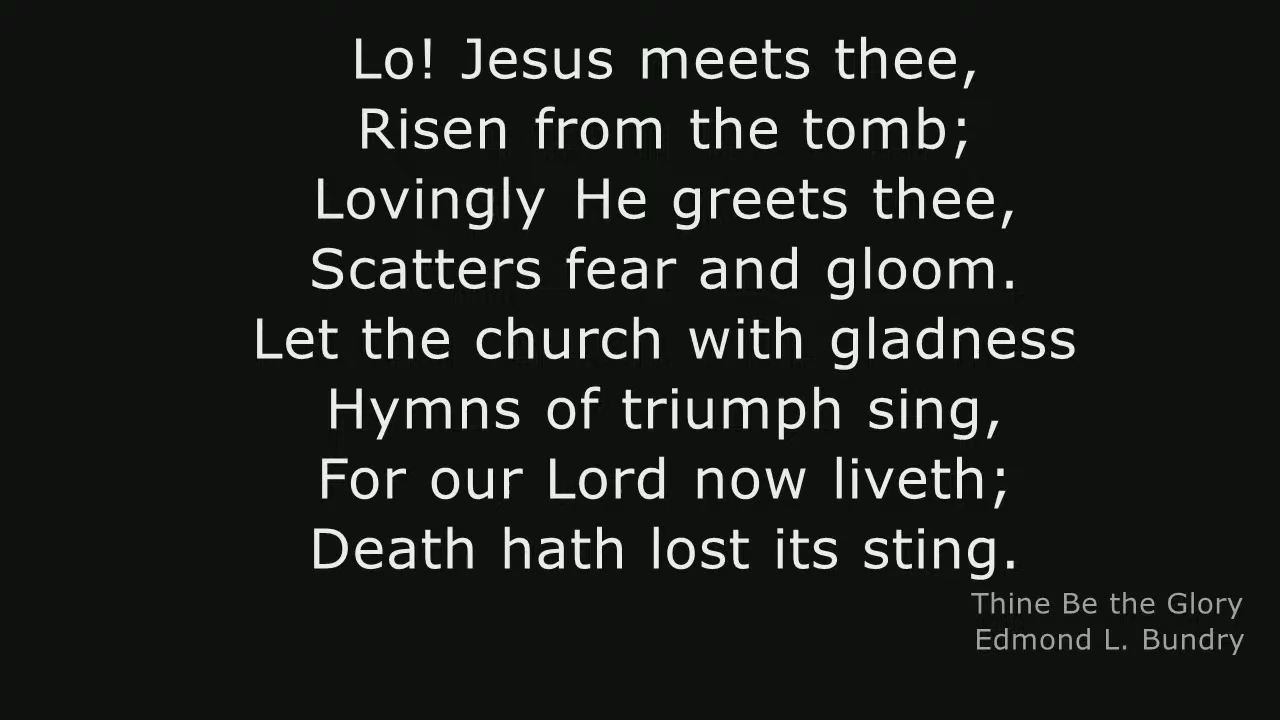 Lo! Jesus meets thee,
Risen from the tomb;
Lovingly He greets thee,
Scatters fear and gloom.
Let the church with gladness
Hymns of triumph sing,
For our Lord now liveth;
Death hath lost its sting.
Thine Be the Glory
Edmond L. Bundry